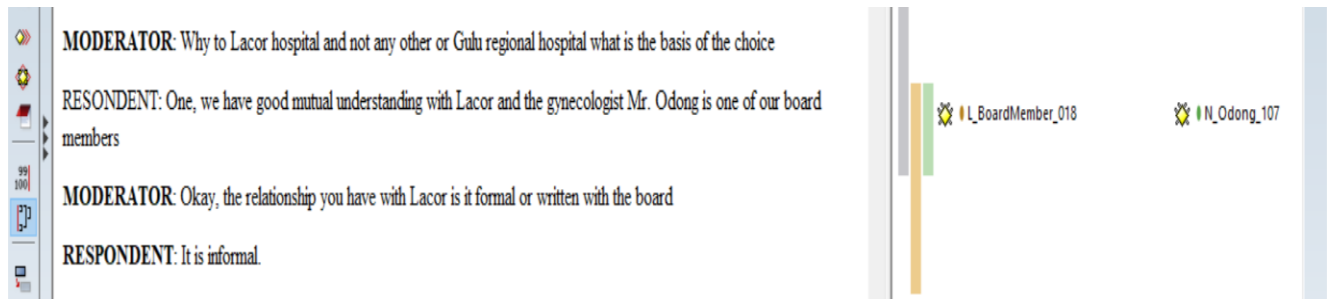 MODERATOR: Why to Lacor hospital and not any other or Gulu regional hospital what is the basis of the choice
RESONDENT: One, we have good mutual understanding with Lacor and the gynecologist Mr. Odong is one of our board
members
MODERATOR: Okay, the relationship you have with Lacor is it formal or written with the board
RESPONDENT: It is informal.
99
100
L_BoardMember_018
N_Odong_107